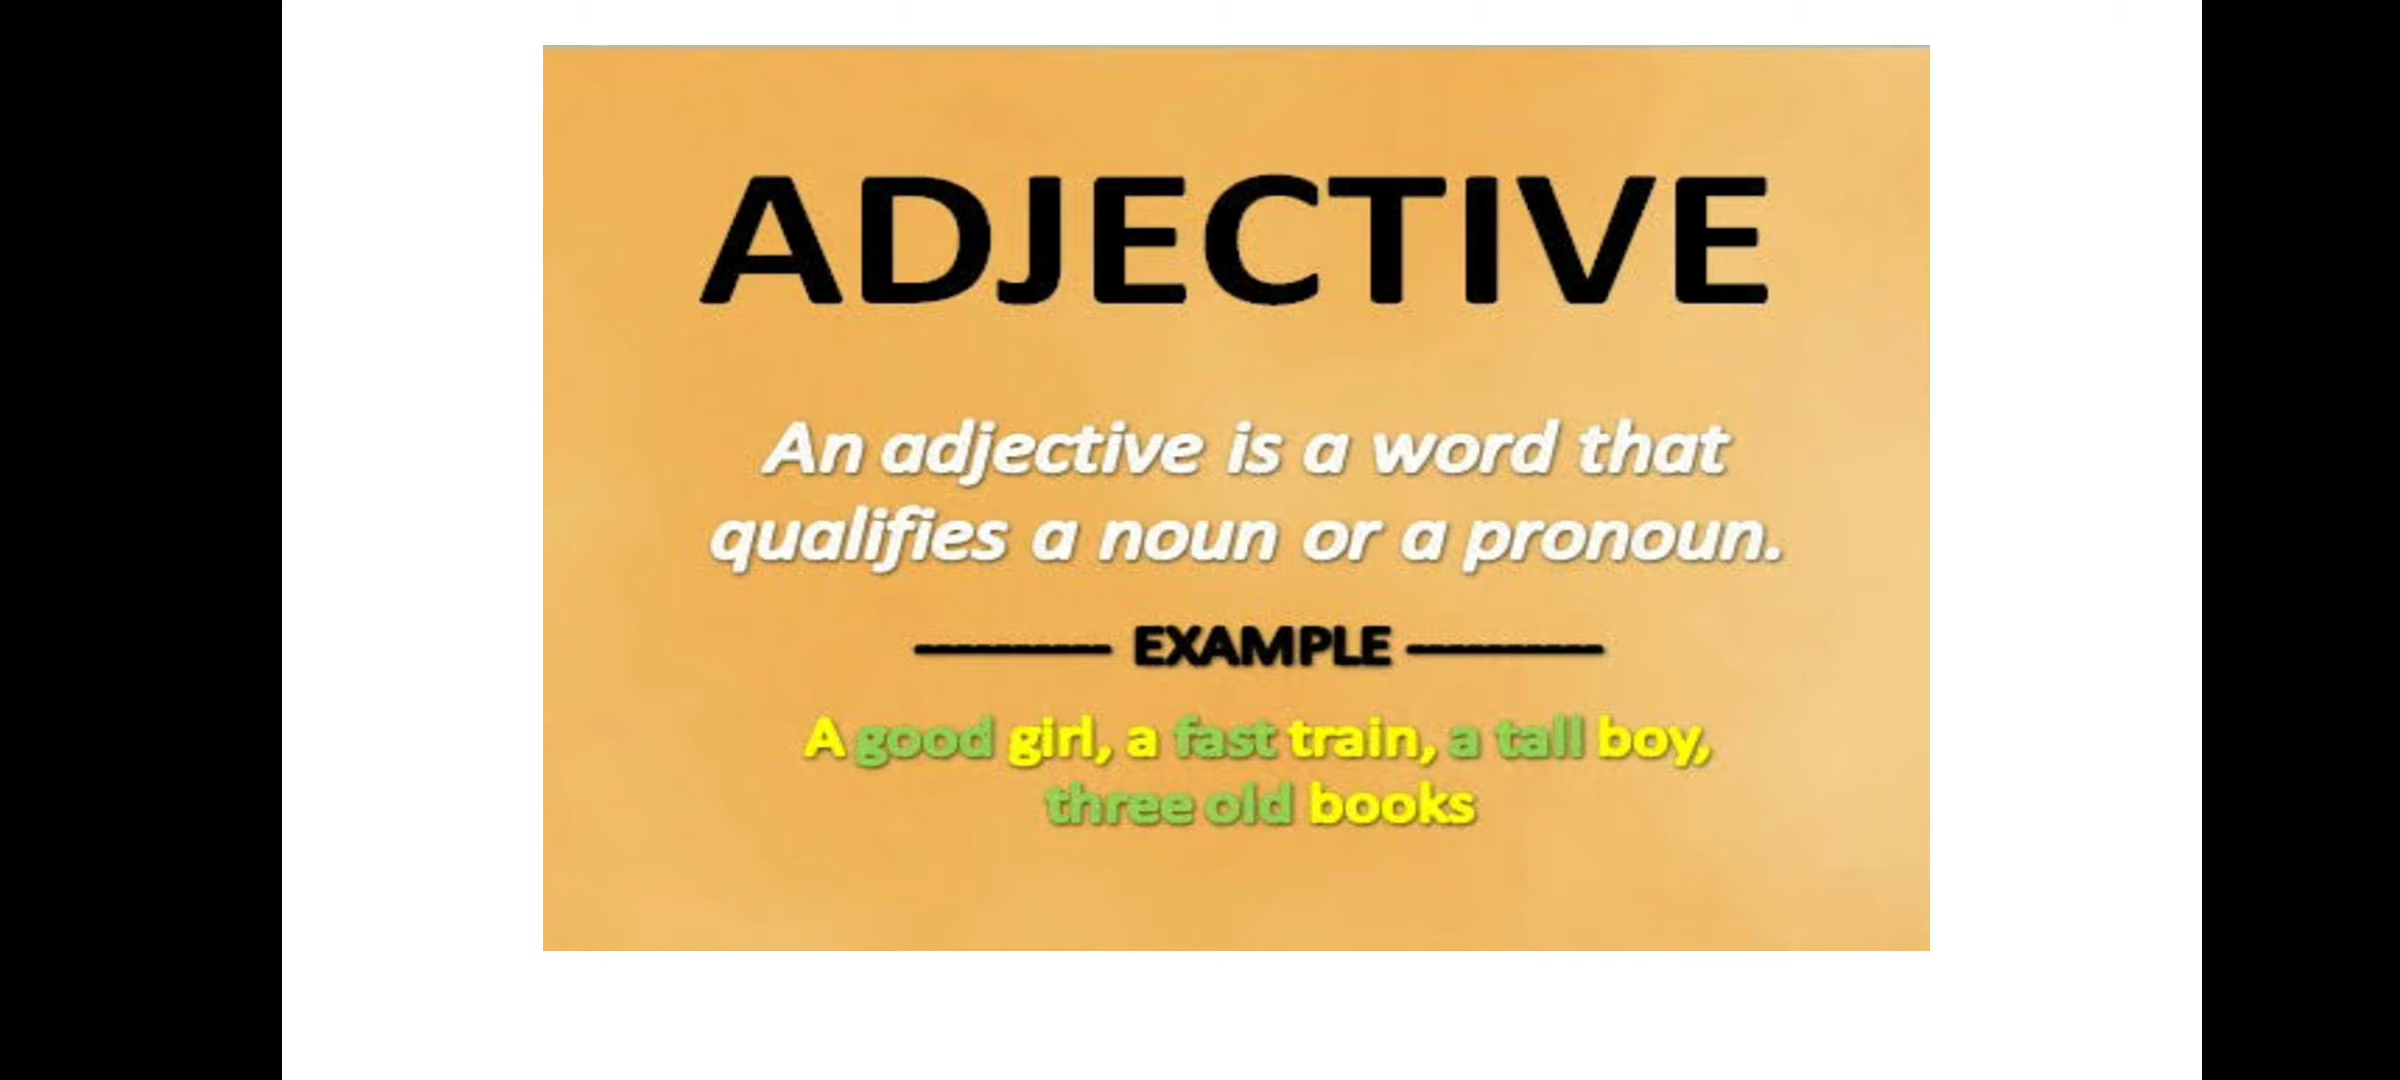 ADJECTIVE
An adjective is a word that
qualifies a noun or a pronoun.
---------- EXAMPLE ----------
A good girl, a fast train, a tall boy,
three old books